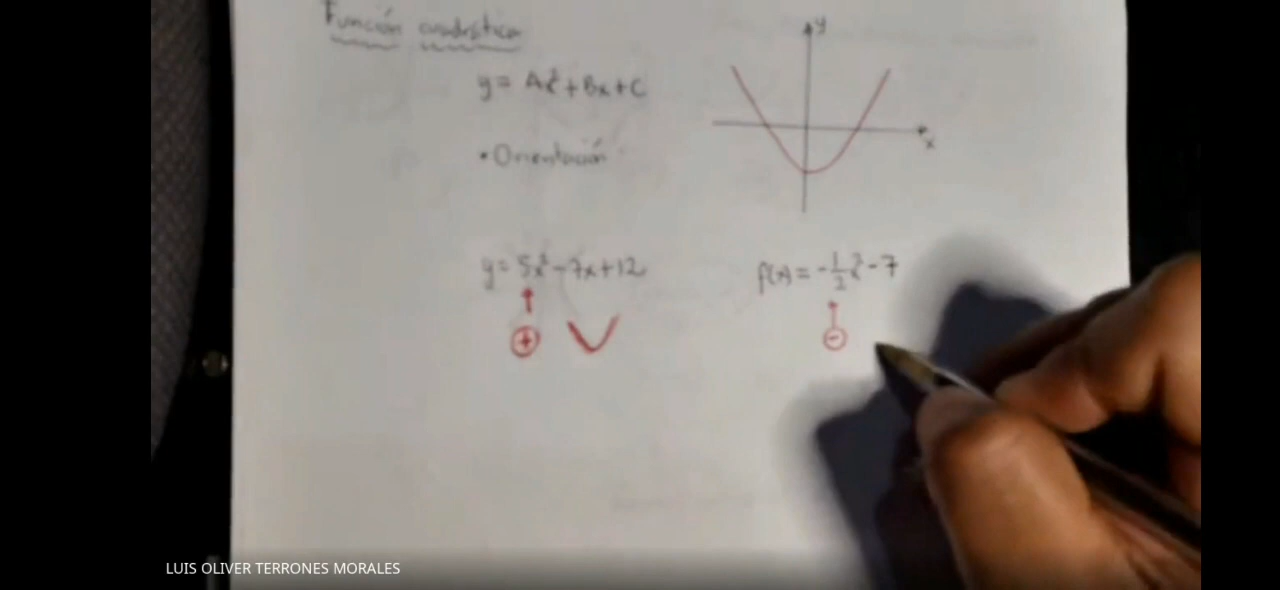 Función cuadrática
y = Ax² + Bx + C
• Orientación
y
x
y = 5x² - 7x + 12
f(x) = -1/2 x² - 7
+
-
LUIS OLIVER TERRONES MORALES